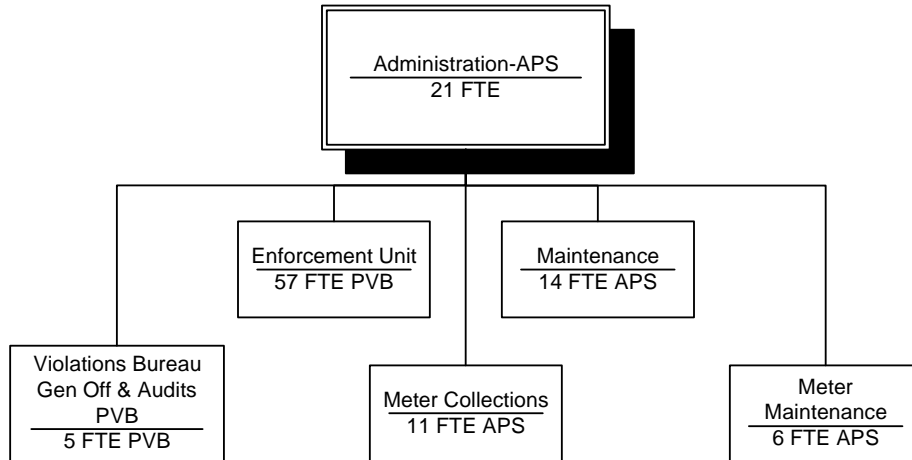 Administration-APS
21 FTE
Enforcement Unit
57 FTE PVB
Maintenance
14 FTE APS
Violations Bureau
Gen Off & Audits
PVB
5 FTE PVB
Meter Collections
11 FTE APS
Meter
Maintenance
6 FTE APS